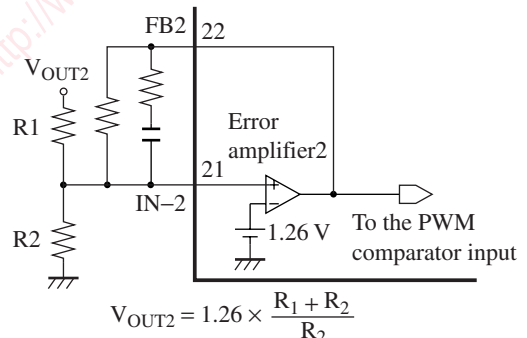 http://w
FB2
22
VOUT2
R1
Error
amplifier2
21
IN−2
+
−
1.26 V
R2
To the PWM
comparator input
VOUT2 = 1.26 × R1 + R2 / R2